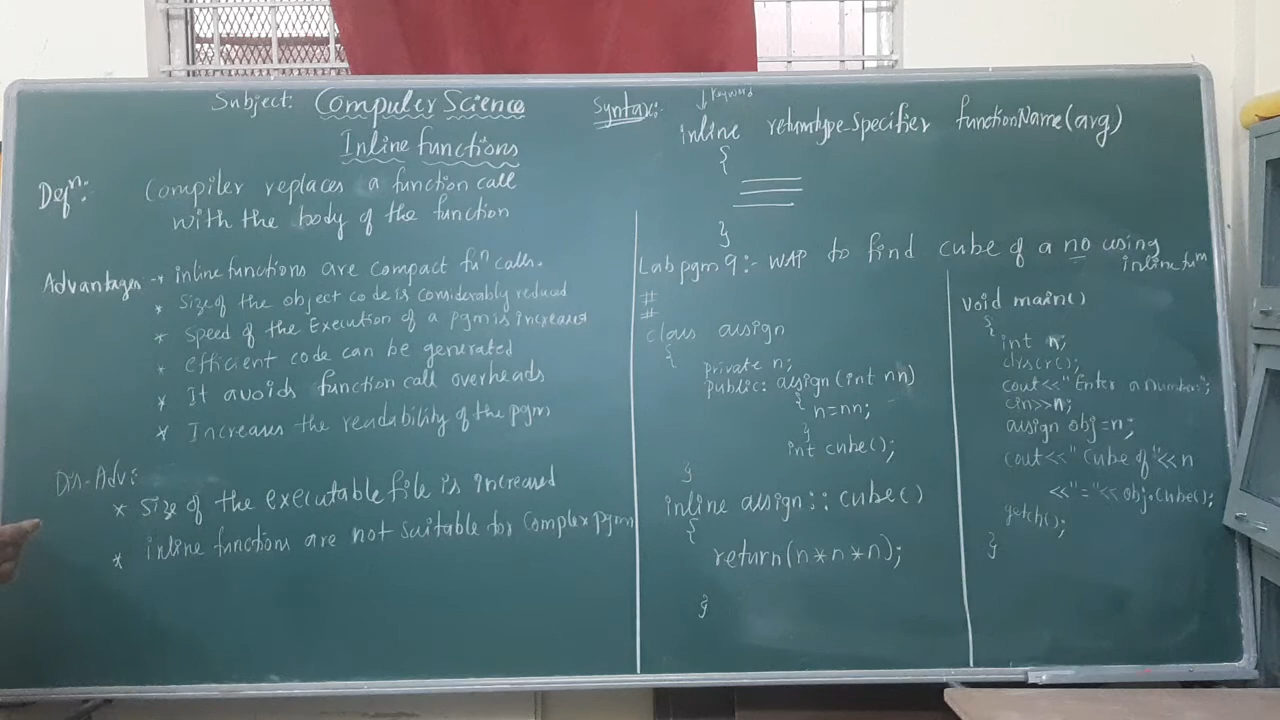 Subject: Computer Science
Inline functions
Defn: Compiler replaces a function call
with the body of the function
Advantages :-* inline functions are compact fun calls.
* Size of the object code is considerably reduced
* Speed of the Execution of a pgm is increases
* efficient code can be generated
* It avoids function call overheads
* Increases the readability of the pgm
Dis-Adv:
* Size of the executable file is increased
* inline functions are not suitable for complex pgm
Syntax:-
↓ Keyword
inline returntype_Specifier functionName(arg)
{
}
Lab pgm 9:- WAP to find cube of a no using
inline fun
#
#
class assign
{
private n;
public: assign(int nn)
{
n=nn;
}
int cube();
}
inline assign:: cube()
{
return(n*n*n);
}
void main()
{
int n;
clrscr();
cout<<"Enter a number:";
cin>>n;
assign obj=n;
cout<<"Cube of"<<n
<<"="<<obj.cube();
getch();
}